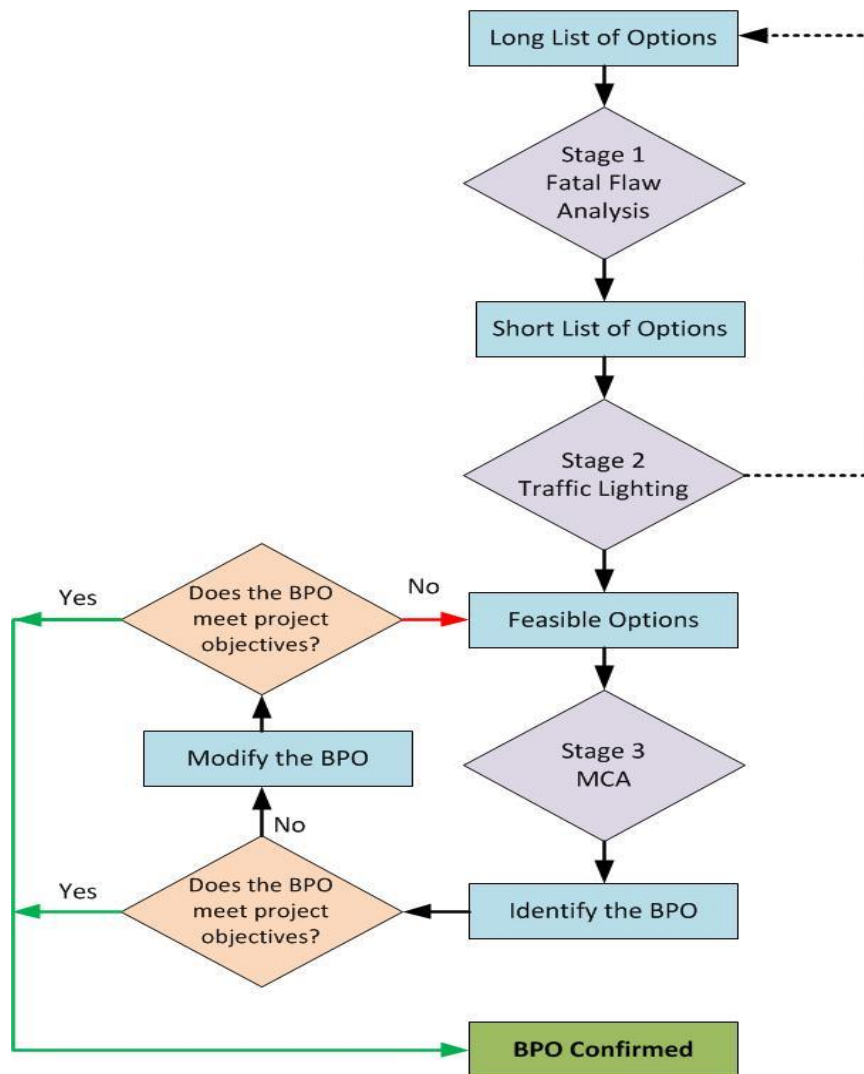 Long List of Options
Stage 1
Fatal Flaw
Analysis
Short List of Options
Stage 2
Traffic Lighting
Yes
Does the BPO
meet project
objectives?
No
Feasible Options
Modify the BPO
Stage 3
MCA
No
Yes
Does the BPO
meet project
objectives?
Identify the BPO
BPO Confirmed